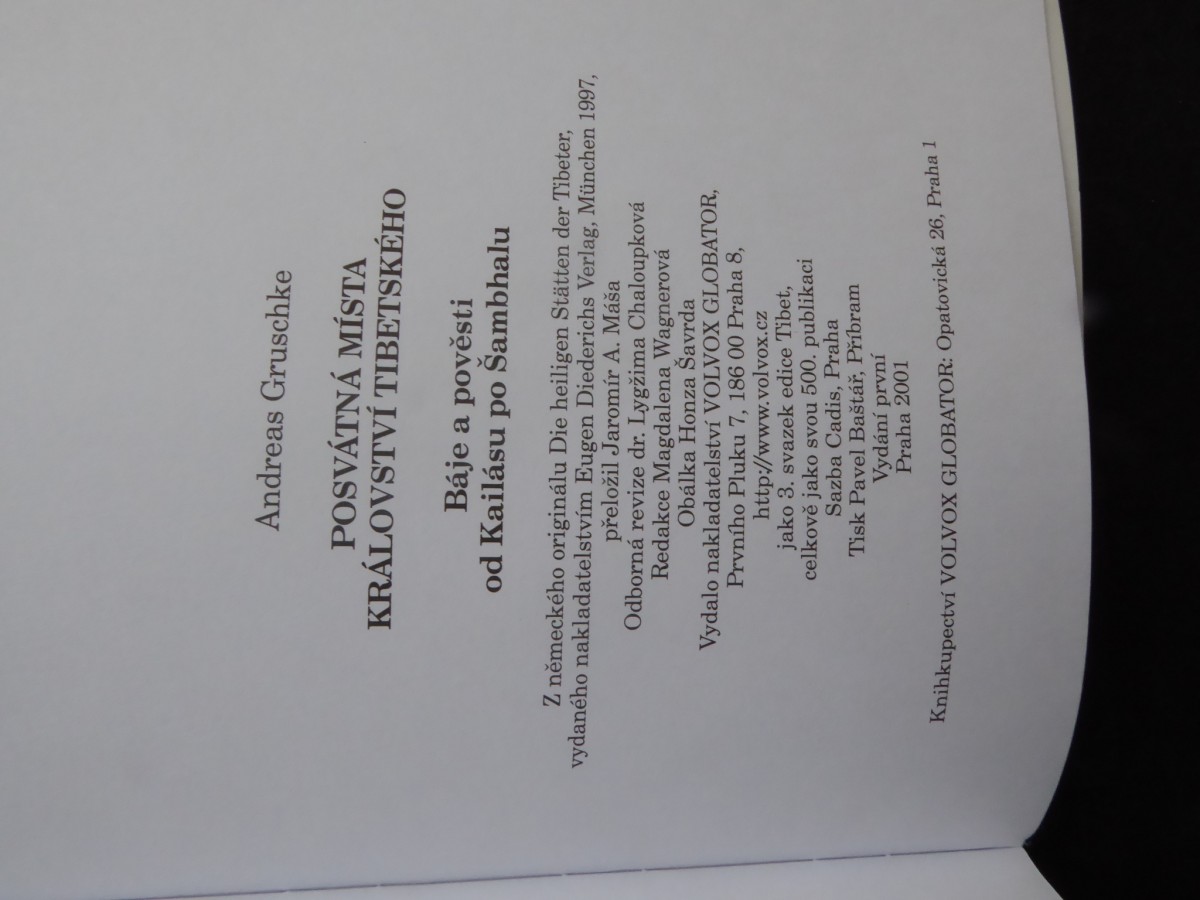 Andreas Gruschke
POSVÁTNÁ MÍSTA
KRÁLOVSTVÍ TIBETSKÉHO
Báje a pověsti
od Kailásu po Šambhalu
Z německého originálu Die heiligen Stätten der Tibeter,
vydaného nakladatelstvím Eugen Diederichs Verlag, München 1997,
přeložil Jaromír A. Máša
Odborná revize dr. Lygžima Chaloupková
Redakce Magdalena Wagnerová
Obálka Honza Šavrda
Vydalo nakladatelství VOLVOX GLOBATOR,
Prvního Pluku 7, 186 00 Praha 8,
http://www.volvox.cz
jako 3. svazek edice Tibet,
celkově jako svou 500. publikaci
Sazba Cadis, Praha
Tisk Pavel Baštář, Příbram
Vydání první
Praha 2001
Knihkupectví VOLVOX GLOBATOR: Opatovická 26, Praha 1